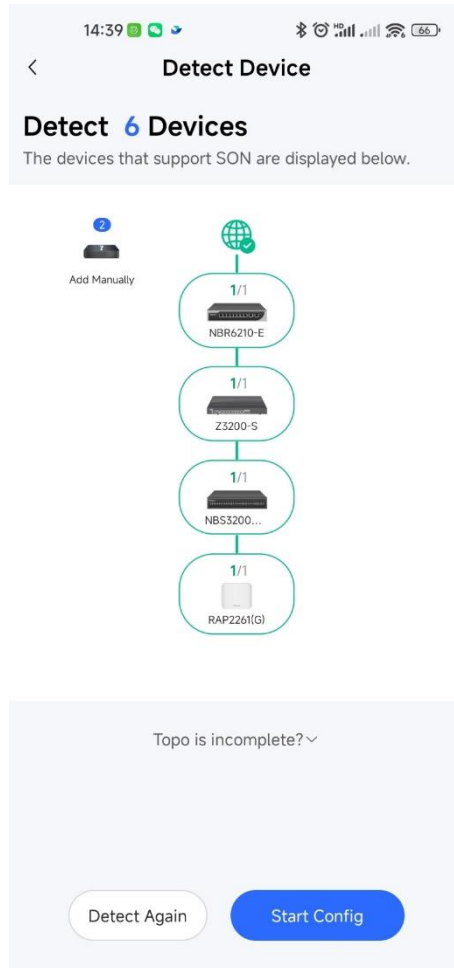 14:39
HD
66
Detect Device
Detect 6 Devices
The devices that support SON are displayed below.
2
Add Manually
1/1
NBR6210-E
1/1
Z3200-S
1/1
NBS3200...
1/1
RAP2261(G)
Topo is incomplete?
Detect Again
Start Config